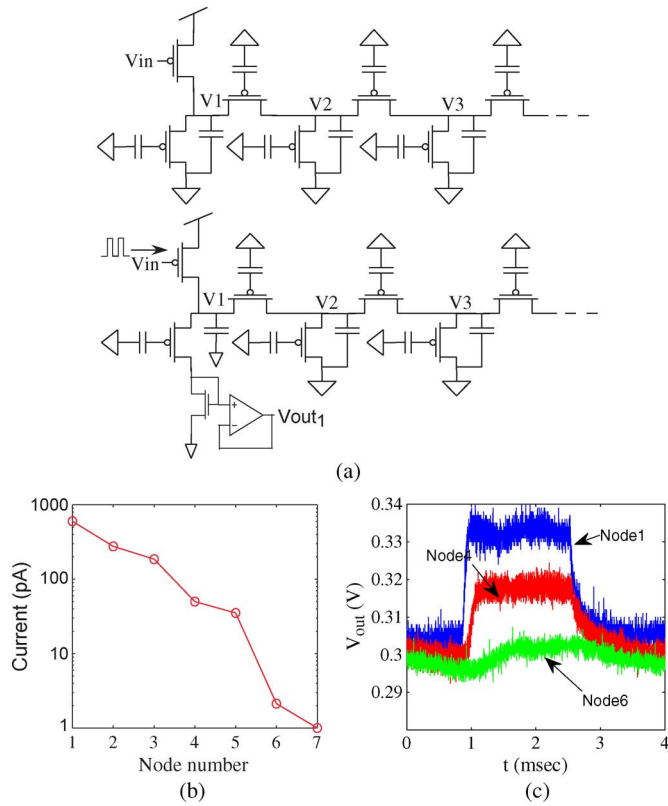 Vin
V1
V2
V3
Vin
V1
V2
V3
+
−
Vout1
(a)
1000
100
10
1
Current (pA)
1 2 3 4 5 6 7
Node number
(b)
0.34
0.33
0.32
0.31
0.3
0.29
Vout (V)
Node1
Node4
Node6
0 1 2 3 4
t (msec)
(c)